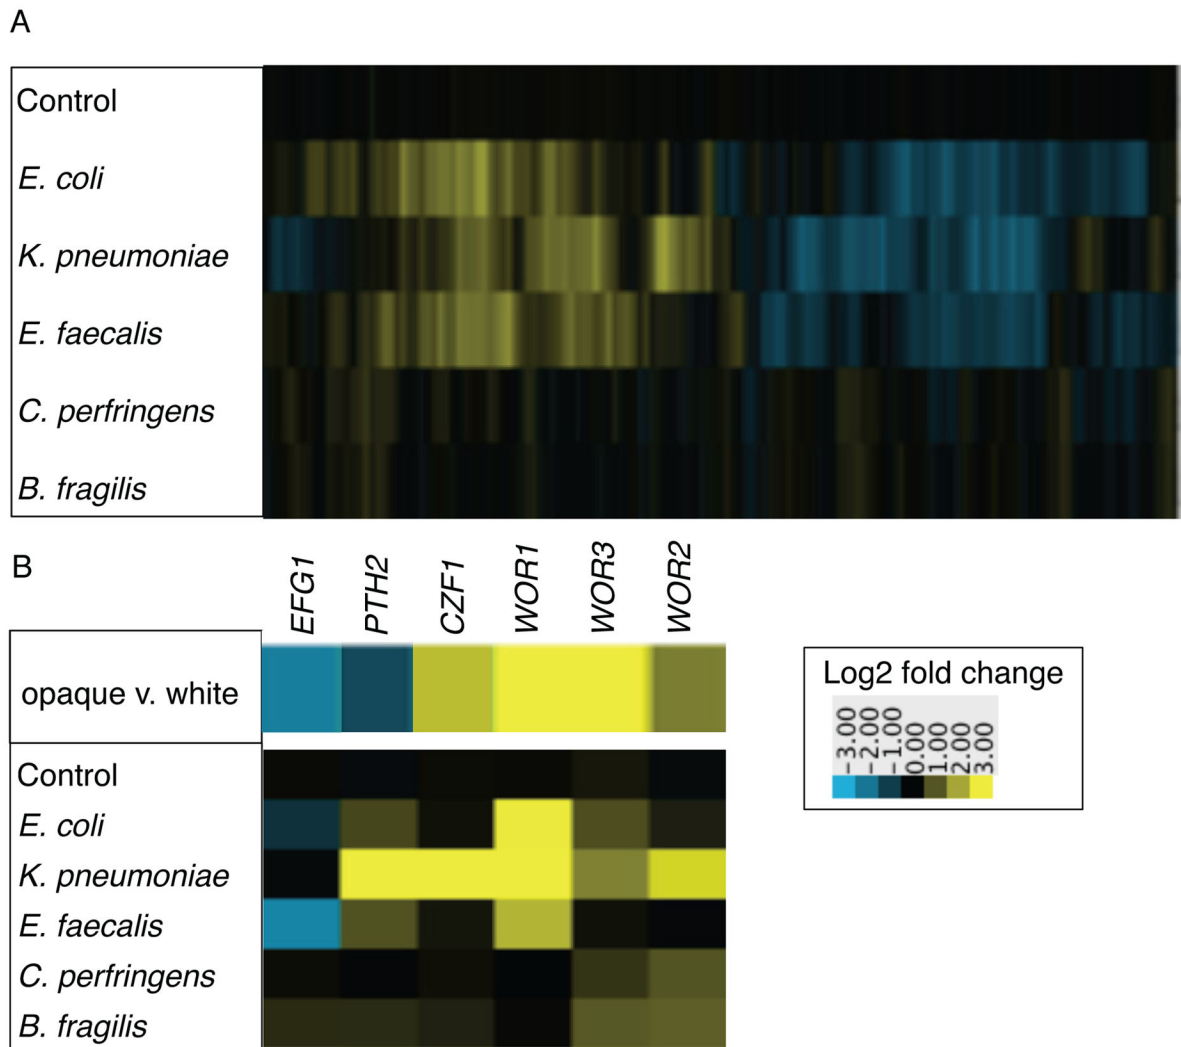 A
Control
E. coli
K. pneumoniae
E. faecalis
C. perfringens
B. fragilis
B
EFG1
PTH2
CZF1
WOR1
WOR3
WOR2
opaque v. white
Control
E. coli
K. pneumoniae
E. faecalis
C. perfringens
B. fragilis
Log2 fold change
-3.00
-2.00
-1.00
0.00
1.00
2.00
3.00